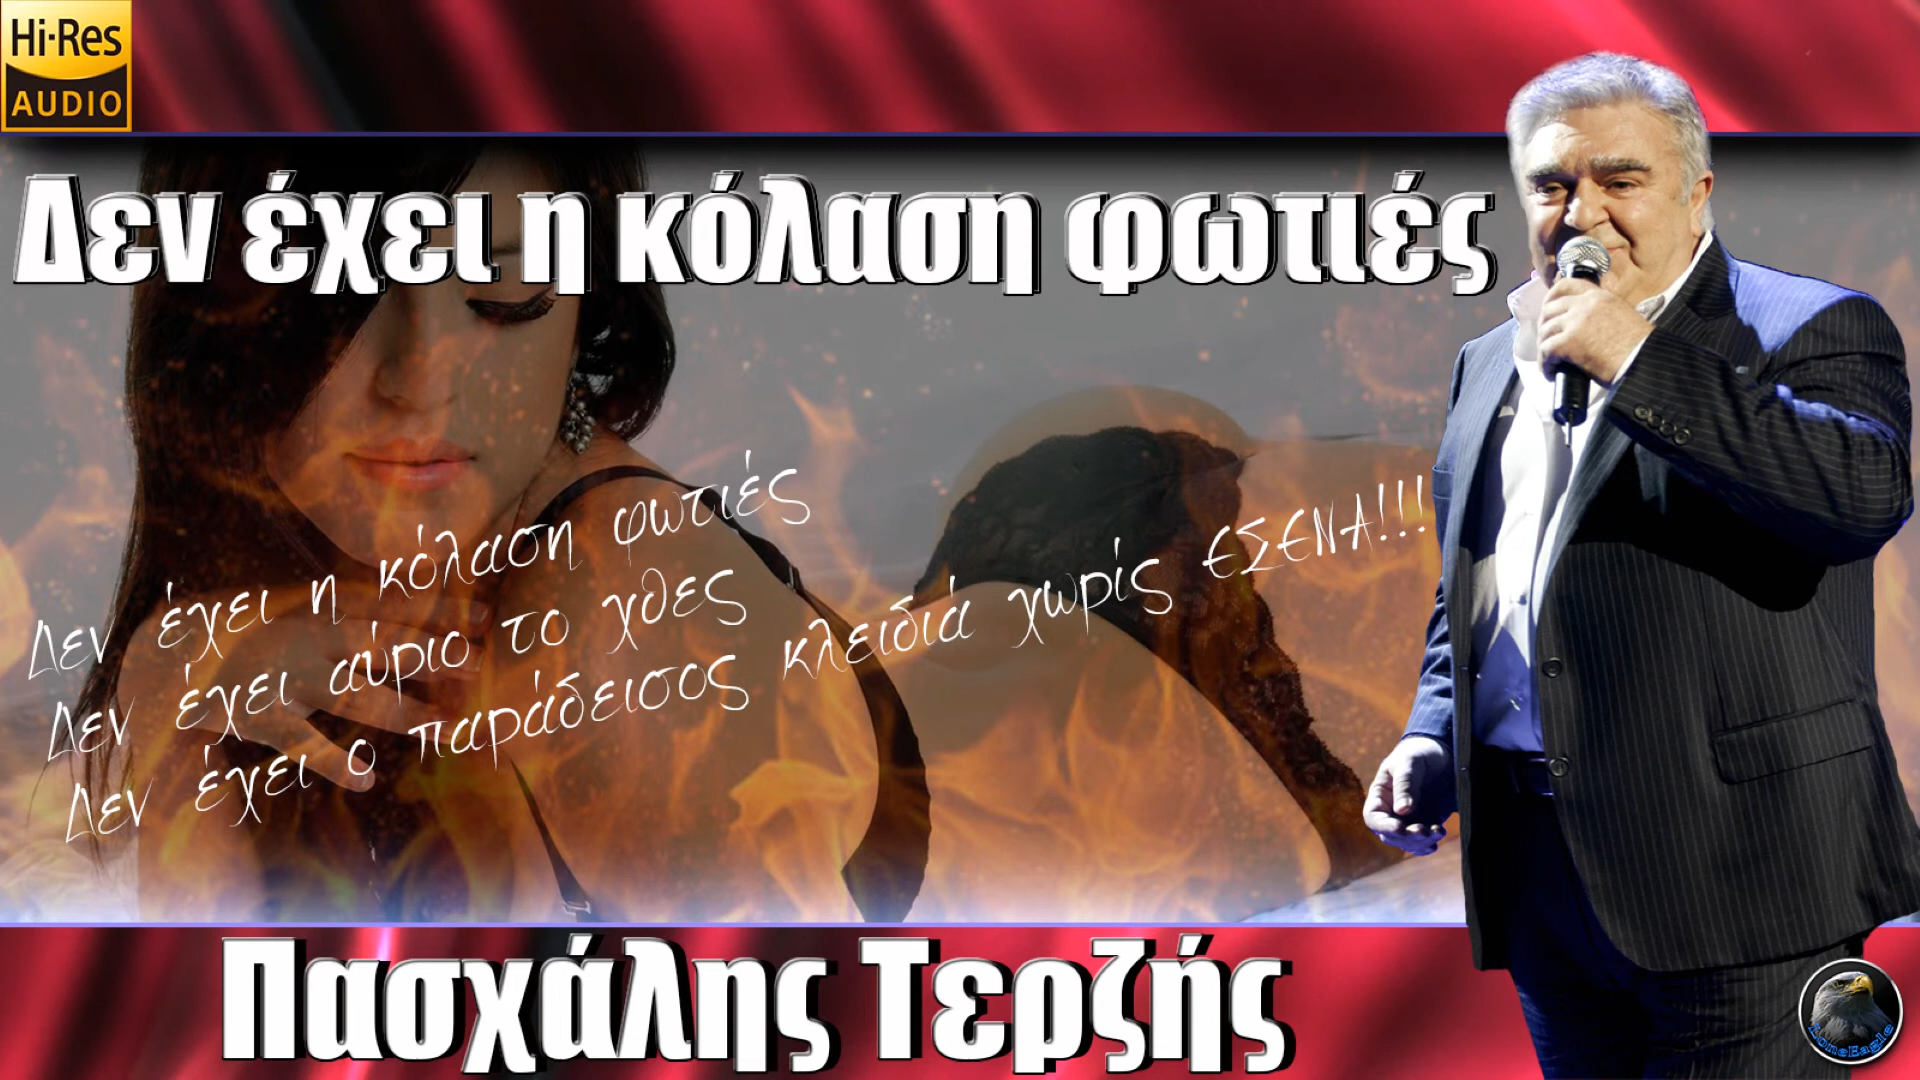 Hi-Res
AUDIO
Δεν έχει η κόλαση φωτιές
Δεν έχει η κόλαση φωτιές
Δεν έχει αύριο το χθες
Δεν έχει ο παράδεισος κλειδιά χωρίς ΕΣΕΝΑ!!!
Πασχάλης Τερζής
LoneEagle